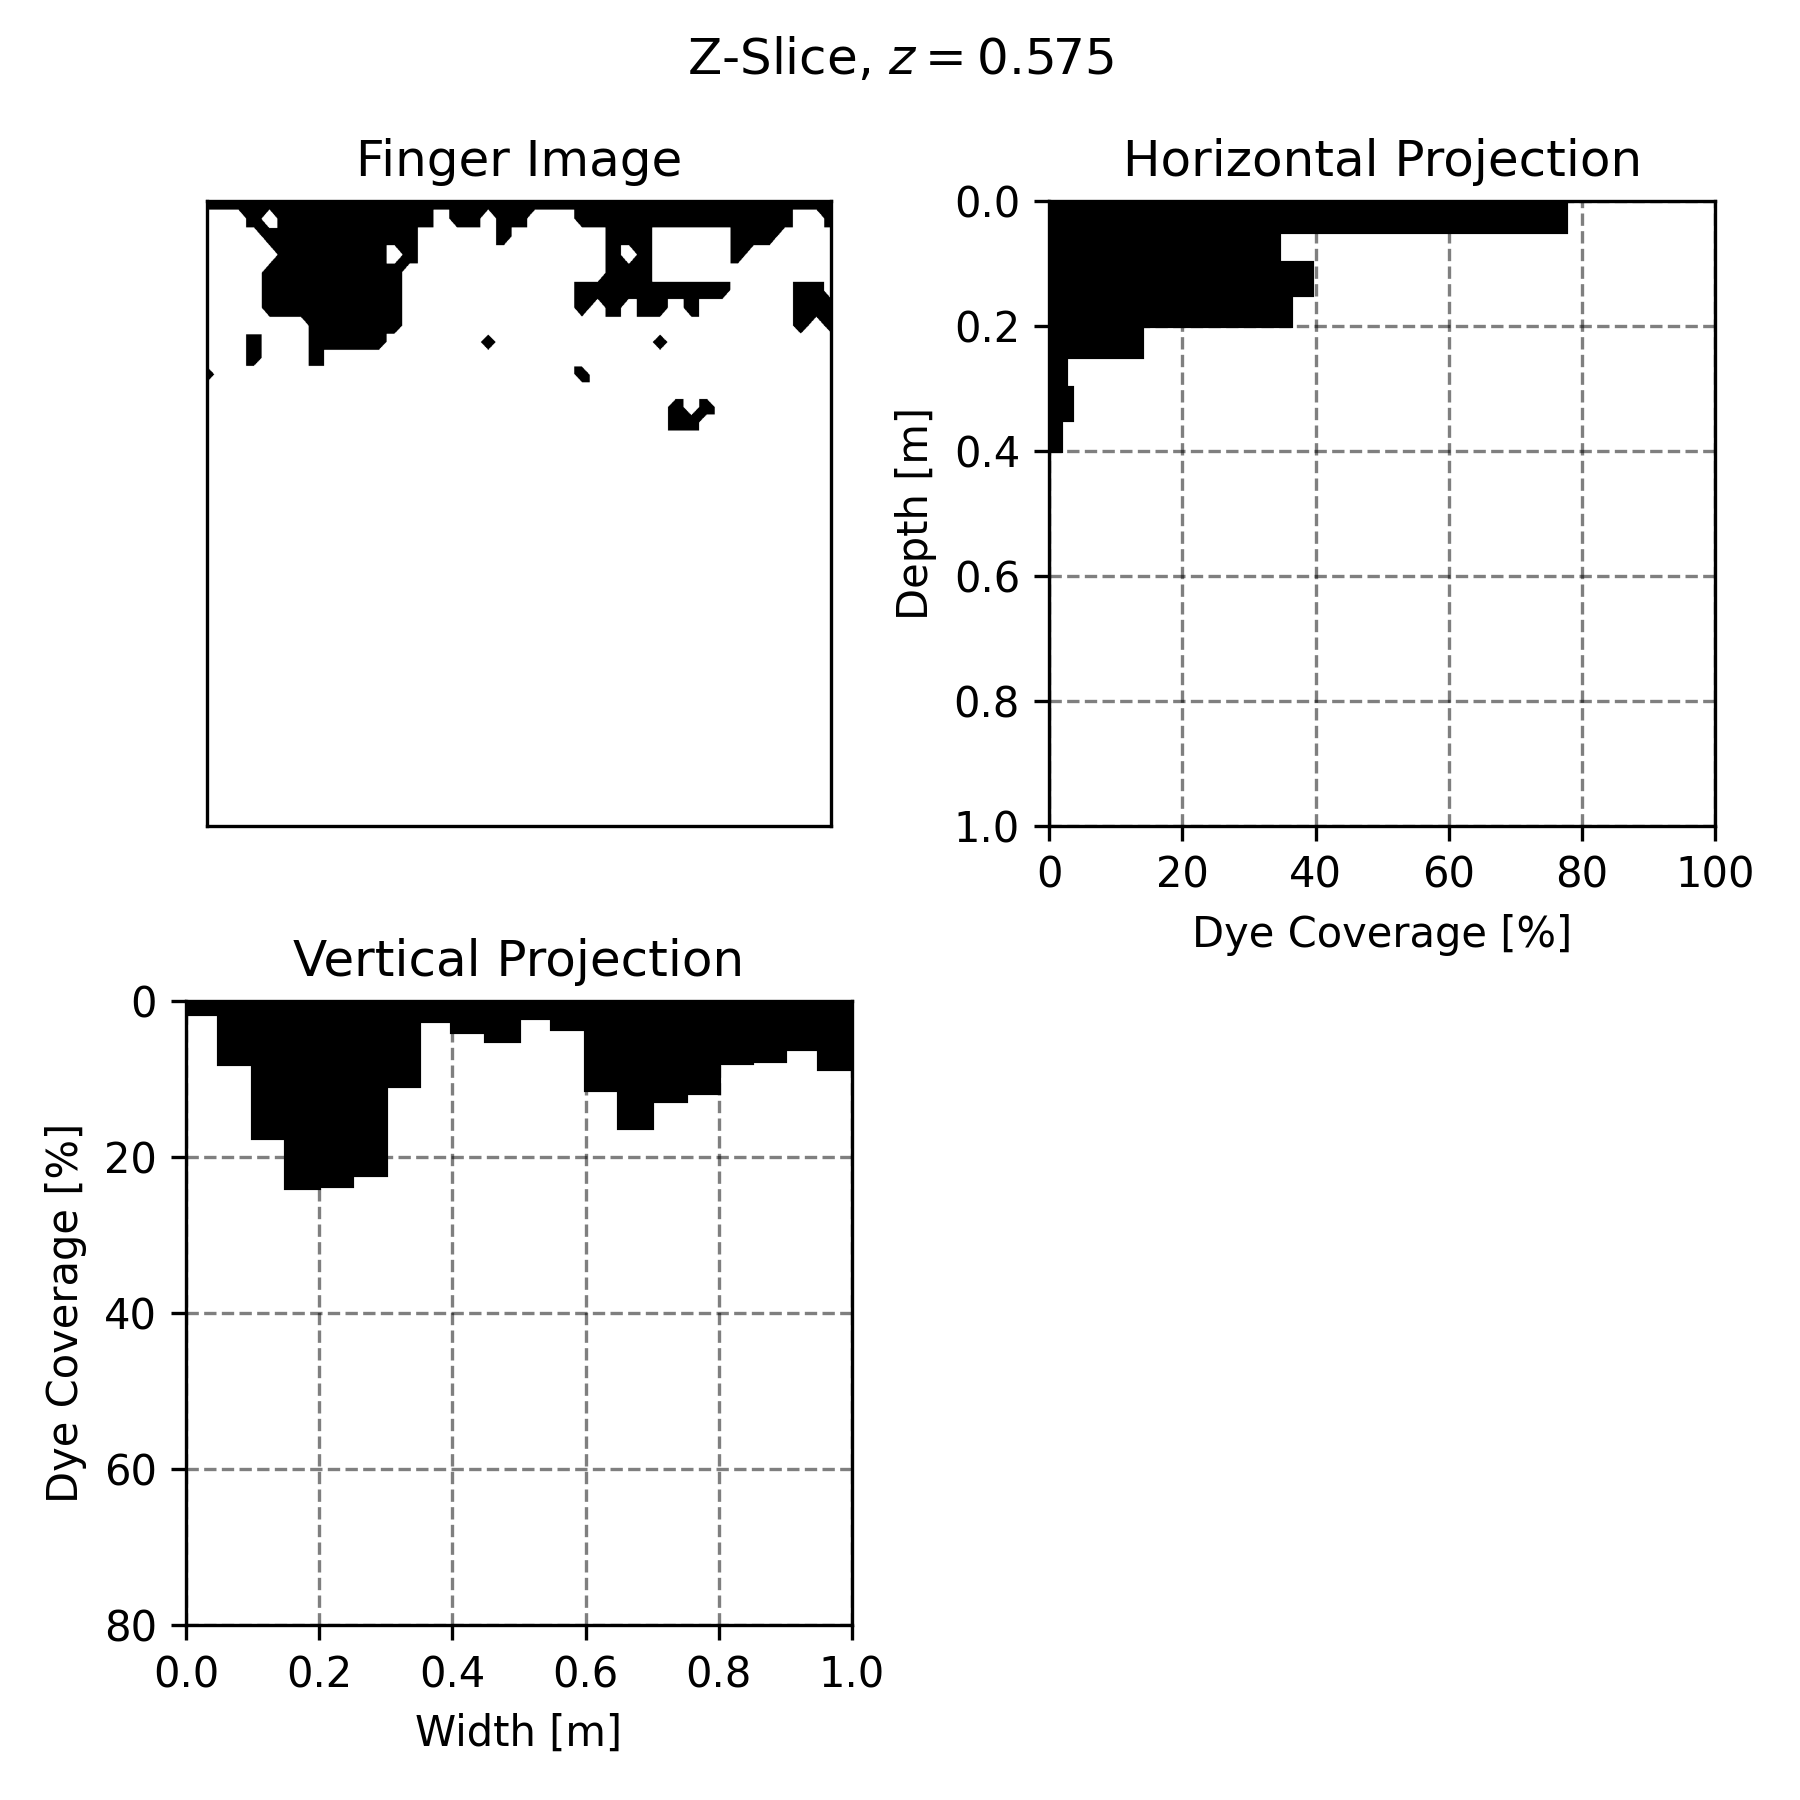 Z-Slice, z = 0.575
Finger Image
Horizontal Projection
0.0
0.2
0.4
0.6
0.8
1.0
Depth [m]
0 20 40 60 80 100
Dye Coverage [%]
Vertical Projection
0
20
40
60
80
Dye Coverage [%]
0.0 0.2 0.4 0.6 0.8 1.0
Width [m]